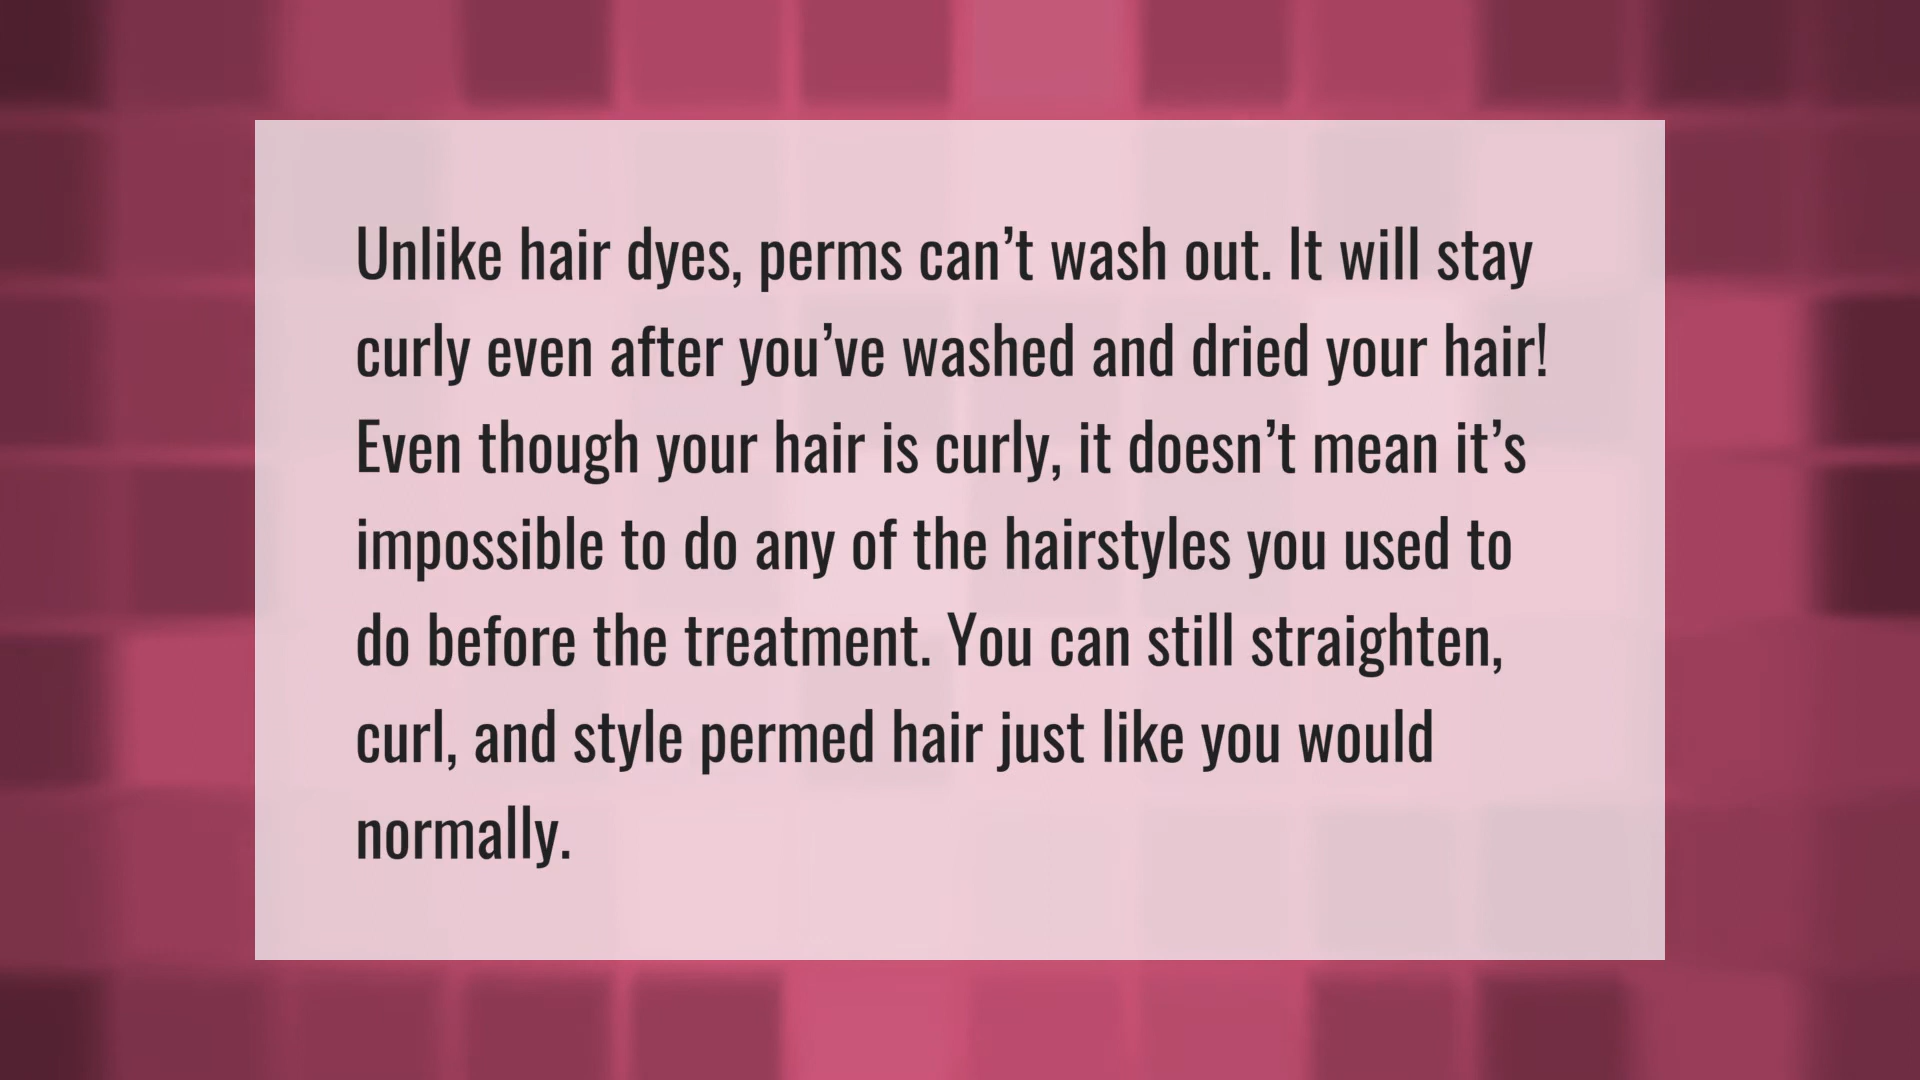 Unlike hair dyes, perms can’t wash out. It will stay
curly even after you’ve washed and dried your hair!
Even though your hair is curly, it doesn’t mean it’s
impossible to do any of the hairstyles you used to
do before the treatment. You can still straighten,
curl, and style permed hair just like you would
normally.